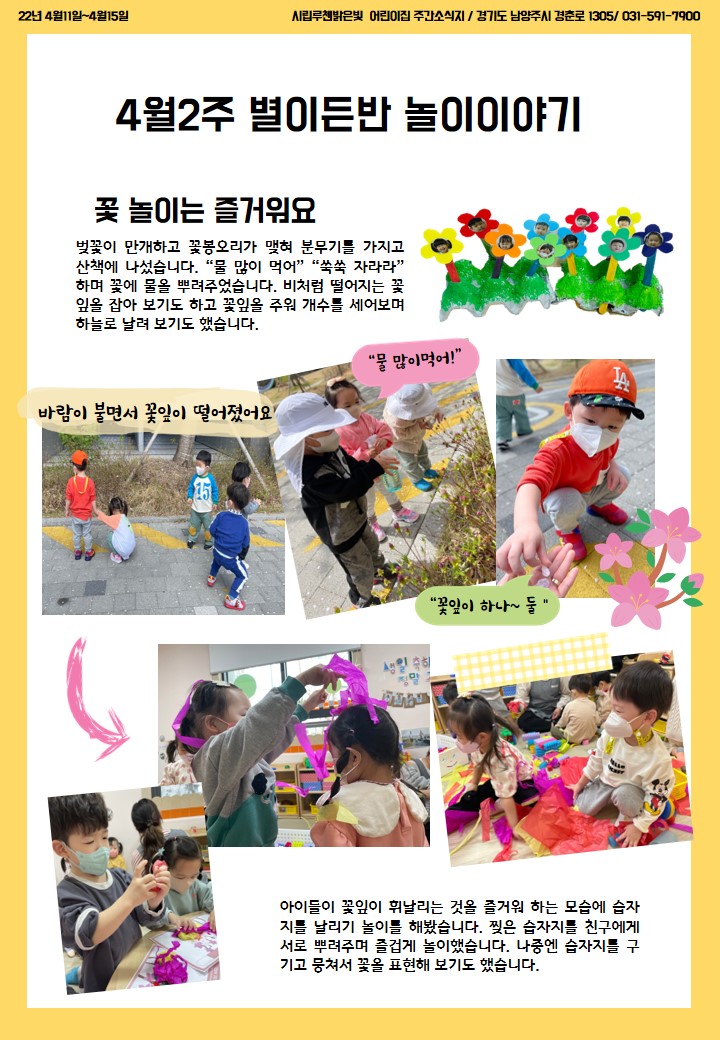 22년 4월11일~4월15일
시립루첸밝은빛 어린이집 주간소식지 / 경기도 남양주시 경춘로 1305/ 031-591-7900
4월2주 별이든반 놀이이야기
꽃 놀이는 즐거워요
벚꽃이 만개하고 꽃봉오리가 맺혀 분무기를 가지고
산책에 나섰습니다. “물 많이 먹어” “쑥쑥 자라라”
하며 꽃에 물을 뿌려주었습니다. 비처럼 떨어지는 꽃
잎을 잡아 보기도 하고 꽃잎을 주워 개수를 세어보며
하늘로 날려 보기도 했습니다.
“물 많이먹어!”
바람이 불면서 꽃잎이 떨어졌어요
LA
15
“꽃잎이 하나~ 둘 "
생일 축하
정말
HELLO
MICKEY
아이들이 꽃잎이 휘날리는 것을 즐거워 하는 모습에 습자
지를 날리기 놀이를 해봤습니다. 찢은 습자지를 친구에게
서로 뿌려주며 즐겁게 놀이했습니다. 나중엔 습자지를 구
기고 뭉쳐서 꽃을 표현해 보기도 했습니다.